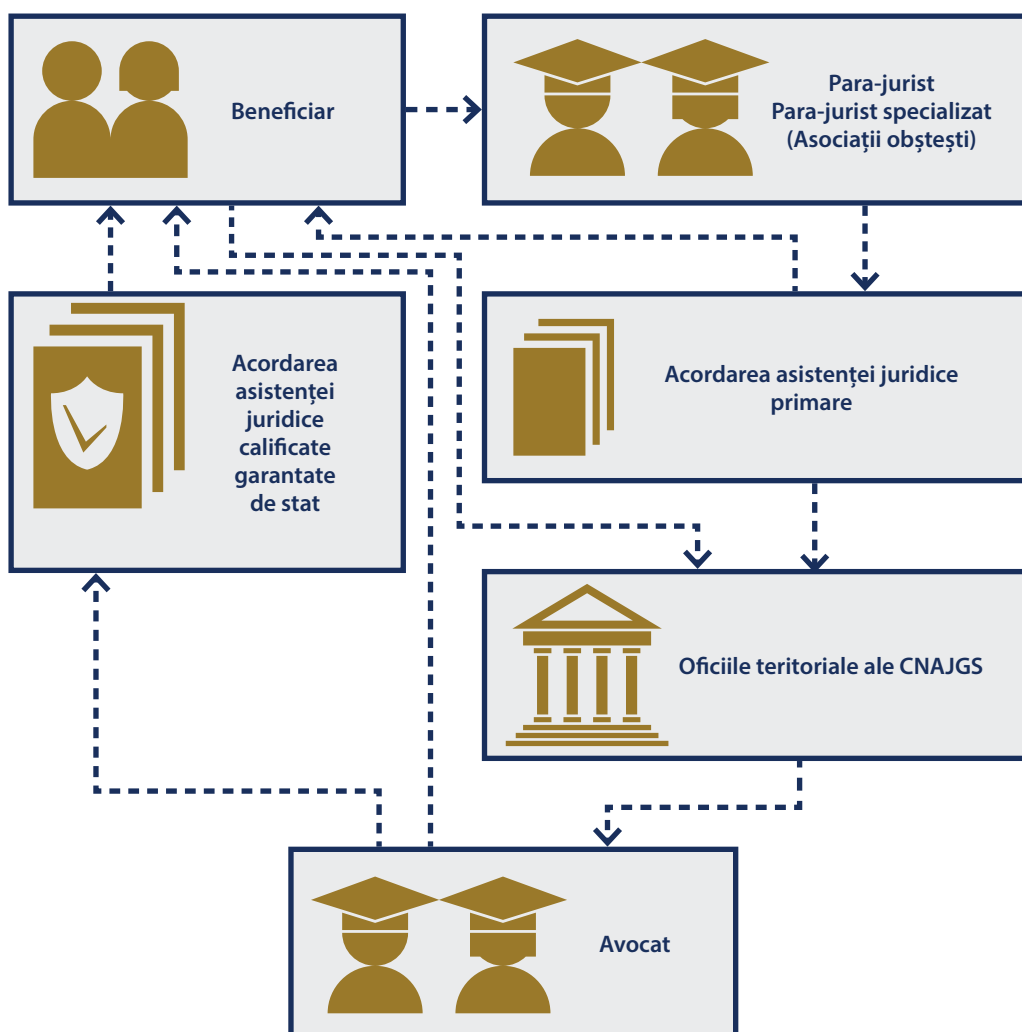 Beneficiar
Para-jurist
Para-jurist specializat
(Asociații obștești)
Acordarea
asistenței
juridice
calificate
garantate
de stat
Acordarea asistenței juridice
primare
Oficiile teritoriale ale CNAJGS
Avocat